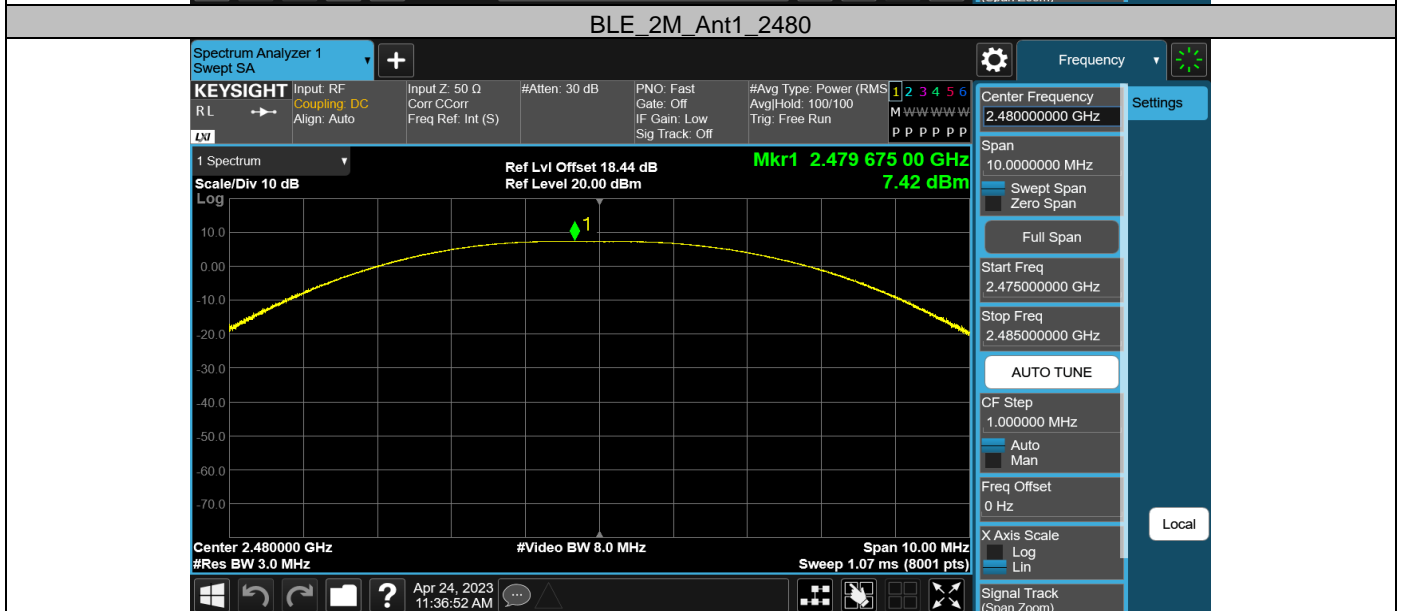 (Span Zoom)
BLE_2M_Ant1_2480
Spectrum Analyzer 1
Swept SA
+
Frequency
KEYSIGHT
RL
LXI
Input: RF
Coupling: DC
Align: Auto
Input Z: 50 Ω
Corr CCorr
Freq Ref: Int (S)
#Atten: 30 dB
PNO: Fast
Gate: Off
IF Gain: Low
Sig Track: Off
#Avg Type: Power (RMS
Avg|Hold: 100/100
Trig: Free Run
1 2 3 4 5 6
M W W W W W
P P P P P P
1 Spectrum
Scale/Div 10 dB
Log
Ref Lvl Offset 18.44 dB
Ref Level 20.00 dBm
Mkr1 2.479 675 00 GHz
7.42 dBm
1
10.0
0.00
-10.0
-20.0
-30.0
-40.0
-50.0
-60.0
-70.0
Center 2.480000 GHz
#Res BW 3.0 MHz
#Video BW 8.0 MHz
Span 10.00 MHz
Sweep 1.07 ms (8001 pts)
?
Apr 24, 2023
11:36:52 AM
Center Frequency
2.480000000 GHz
Span
10.0000000 MHz
Swept Span
Zero Span
Full Span
Start Freq
2.475000000 GHz
Stop Freq
2.485000000 GHz
AUTO TUNE
CF Step
1.000000 MHz
Auto
Man
Freq Offset
0 Hz
X Axis Scale
Log
Lin
Signal Track
(Span Zoom)
Settings
Local